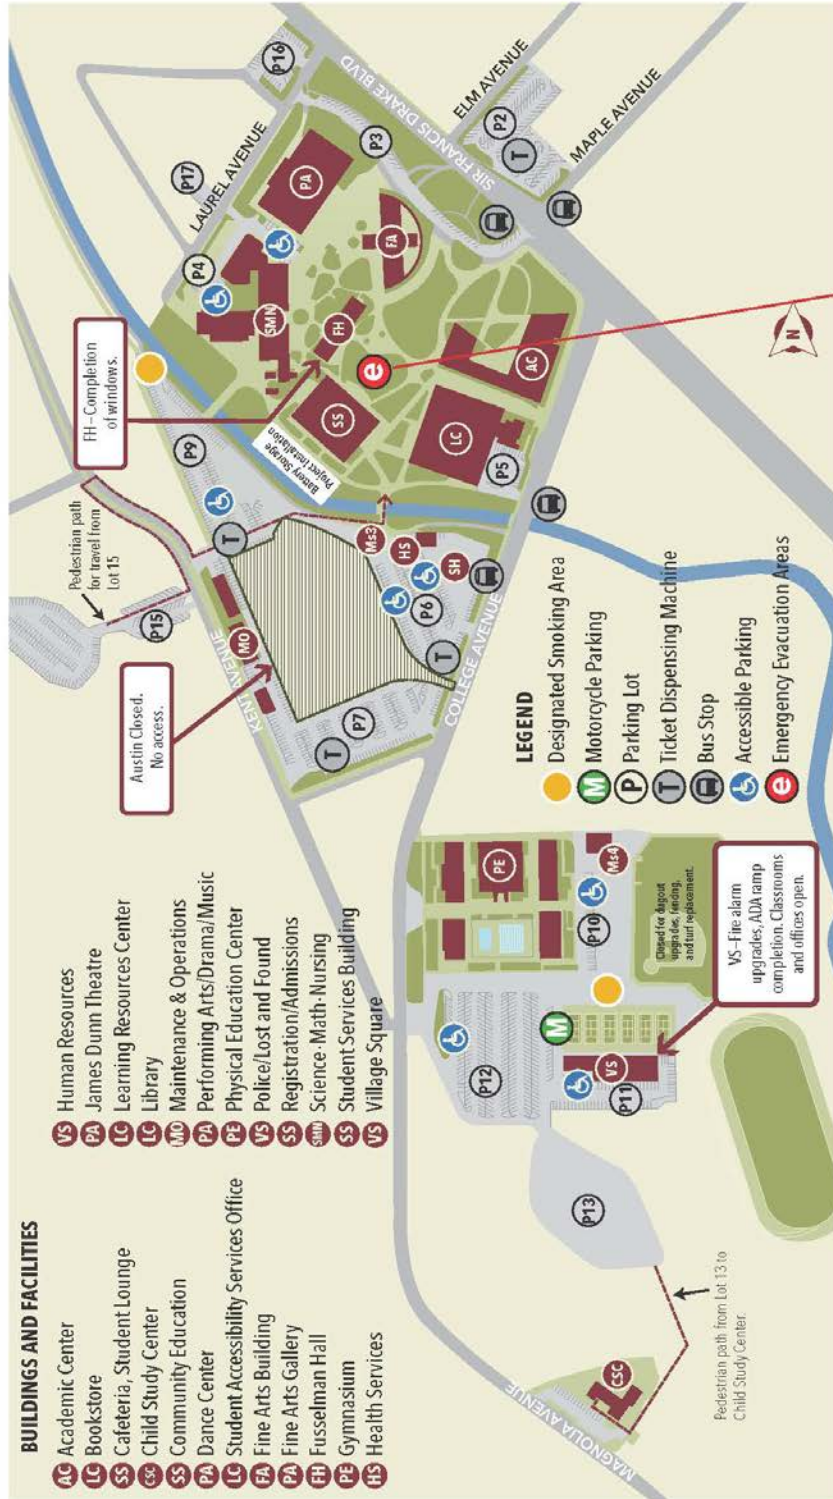 BUILDINGS AND FACILITIES
AC Academic Center
LC Bookstore
SS Cafeteria, Student Lounge
CSC Child Study Center
SS Community Education
PA Dance Center
LC Student Accessibility Services Office
FA Fine Arts Building
PA Fine Arts Gallery
FH Fusselman Hall
PE Gymnasium
HS Health Services
VS Human Resources
PA James Dunn Theatre
LC Learning Resources Center
LC Library
MO Maintenance & Operations
PA Performing Arts/Drama/Music
PE Physical Education Center
VS Police/Lost and Found
SS Registration/Admissions
SMN Science-Math-Nursing
SS Student Services Building
VS Village Square
Austin Closed.
No access.
Pedestrian path
for travel from
Lot 15
FH–Completion
of windows.
P15
KENT AVENUE
MO
T
P7
T
P9
T
P6
Ms3
HS
SH
COLLEGE AVENUE
Battery Storage
Project Installation
SS
FH
SMN
P4
P17
LAUREL AVENUE
P16
PA
P3
FA
e
LC
AC
P5
SIR FRANCIS DRAKE BLVD
ELM AVENUE
P2
T
MAPLE AVENUE
N
LEGEND
Designated Smoking Area
M Motorcycle Parking
P Parking Lot
T Ticket Dispensing Machine
Bus Stop
Accessible Parking
e Emergency Evacuation Areas
PE
P10
Ms4
P12
M
VS
P11
P13
Closed for dugout
upgrades, fencing,
and turf replacement.
VS–Fire alarm
upgrades, ADA ramp
completion. Classrooms
and offices open.
CSC
MAGNOLIA AVENUE
Pedestrian path from Lot 13 to
Child Study Center.